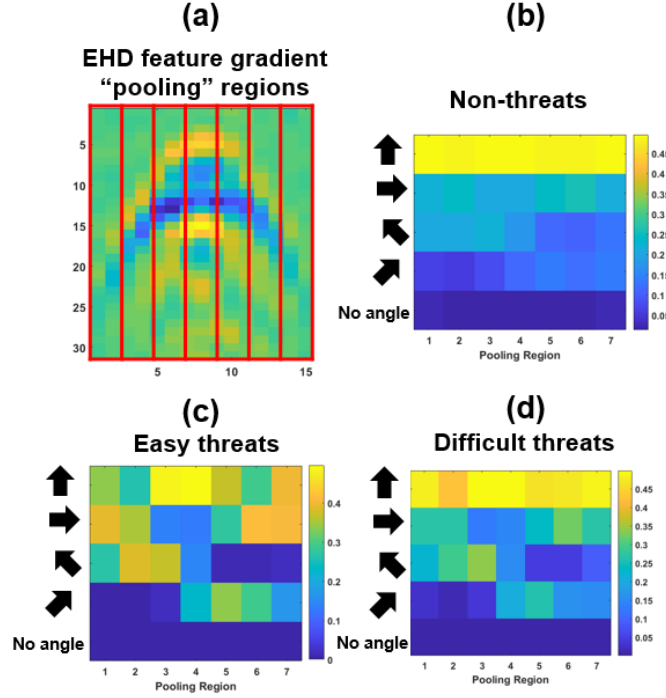 (a)
EHD feature gradient
“pooling” regions
5
10
15
20
25
30
5
10
15
(b)
Non-threats
No angle
1 2 3 4 5 6 7
Pooling Region
0.45
0.4
0.35
0.3
0.25
0.2
0.15
0.1
0.05
(c)
Easy threats
No angle
1 2 3 4 5 6 7
Pooling Region
0.4
0.3
0.2
0.1
0
(d)
Difficult threats
No angle
1 2 3 4 5 6 7
Pooling Region
0.45
0.4
0.35
0.3
0.25
0.2
0.15
0.1
0.05